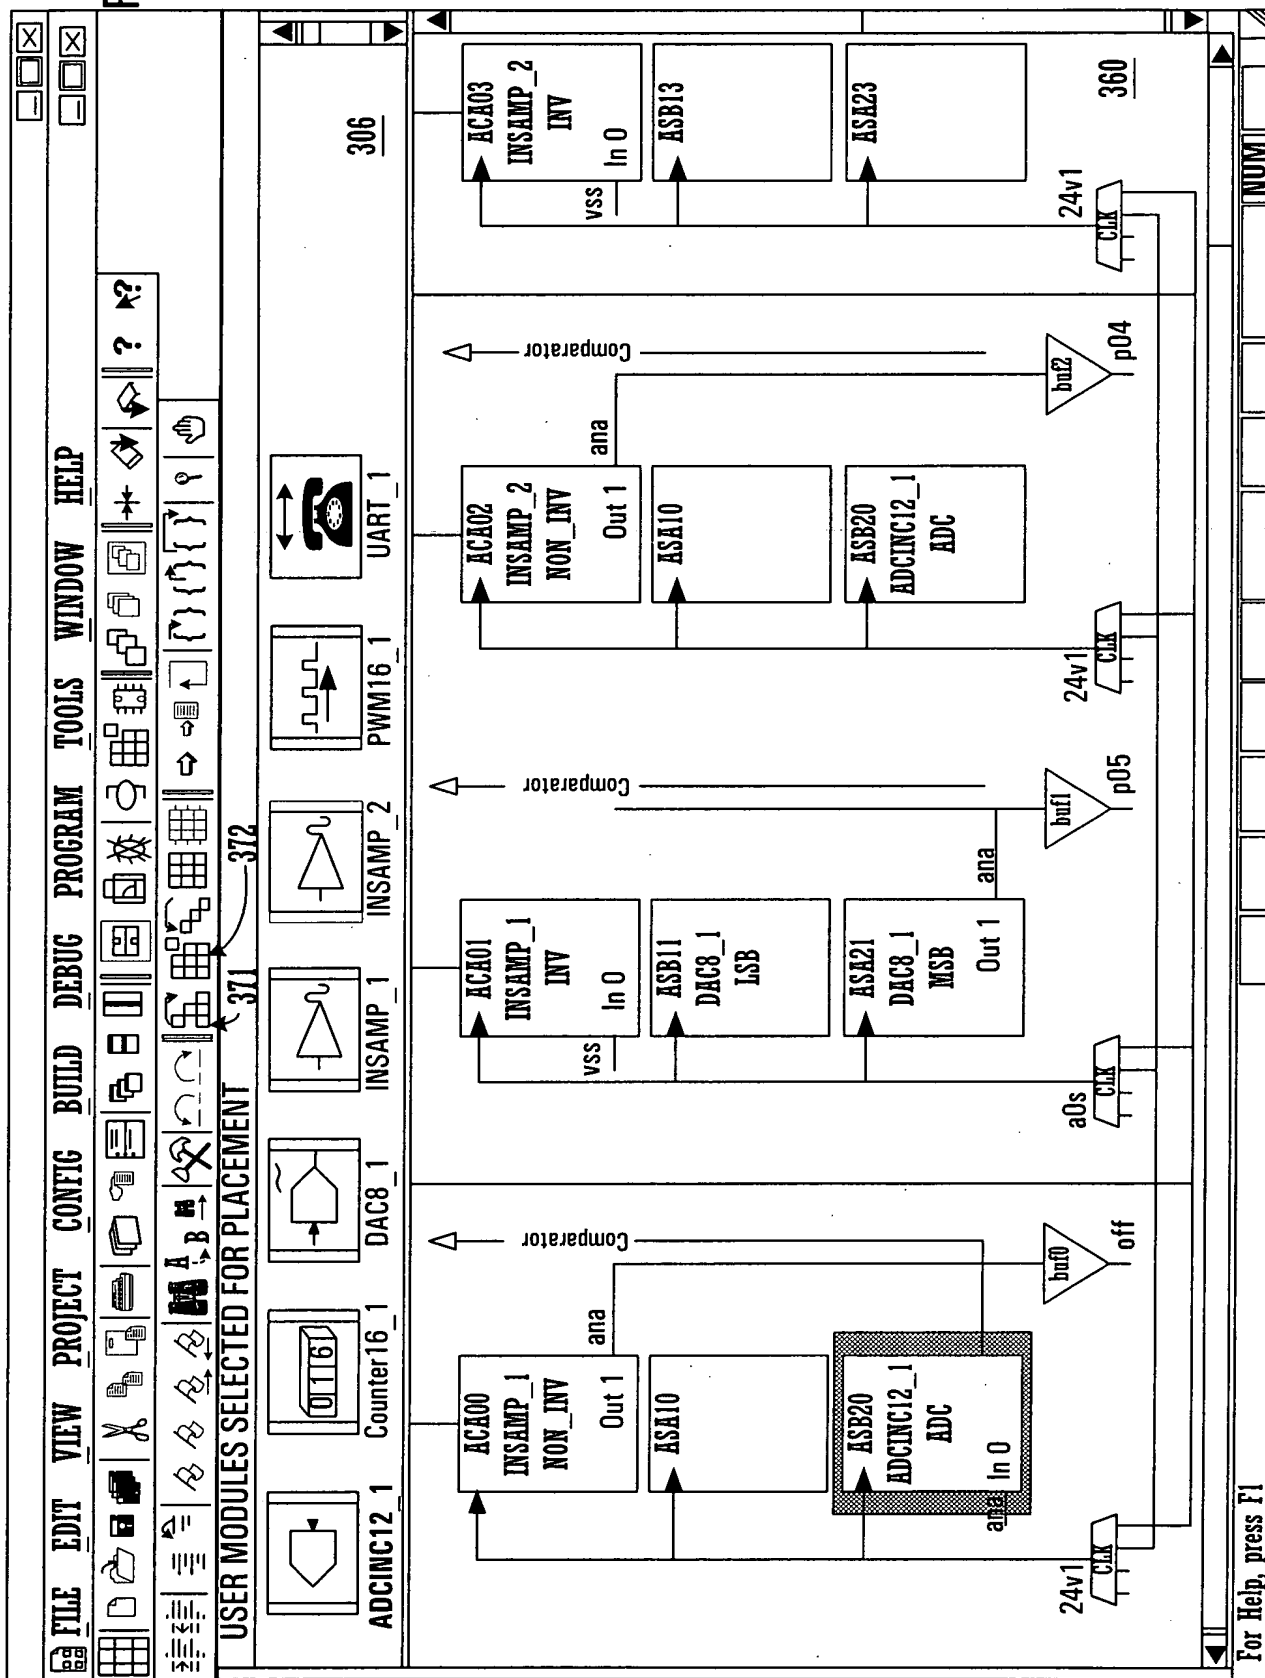 FILE EDIT VIEW PROJECT CONFIG BUILD DEBUG PROGRAM TOOLS WINDOW HELP
? ?
A B
371
372
USER MODULES SELECTED FOR PLACEMENT
016
ADCINC12_1
Counter16_1
DAC8_1
INSAMP_1
INSAMP_2
PWM16_1
UART_1
306
ACA00
INSAMP_1
NON_INV
Out 1
ana
ASA10
ASB20
ADCINC12_1
ADC
In 0
ana
Comparator
buf0
off
24v1
CLK
ACA01
INSAMP_1
INV
In 0
vss
ASB11
DAC8_1
LSB
ASA21
DAC8_1
MSB
Out 1
ana
Comparator
buf1
p05
a0s
CLK
ACA02
INSAMP_2
NON_INV
Out 1
ana
ASA10
ASB20
ADCINC12_1
ADC
Comparator
buf2
p04
24v1
CLK
ACA03
INSAMP_2
INV
In 0
vss
ASB13
ASA23
24v1
CLK
360
For Help, press F1
NUM